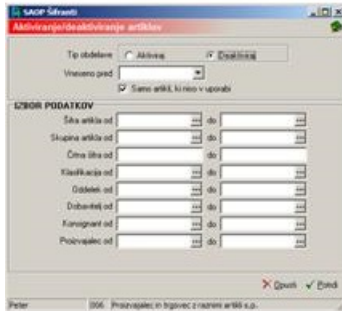 SAOP Šifranti
Aktiviranje/deaktiviranje artiklov
Tip obdelave Aktiviraj Deaktiviraj
Vneseno pred
Samo artikli, ki niso v uporabi
IZBOR PODATKOV
Šifra artikla od do
Skupina artikla od do
Črtna šifra od do
Klasifikacija od do
Oddelek od do
Dobavitelj od do
Konsignant od do
Proizvajalec od do
Opusti Potrdi
Peter 006 Proizvajalec in trgovec z raznimi artikli s.p.